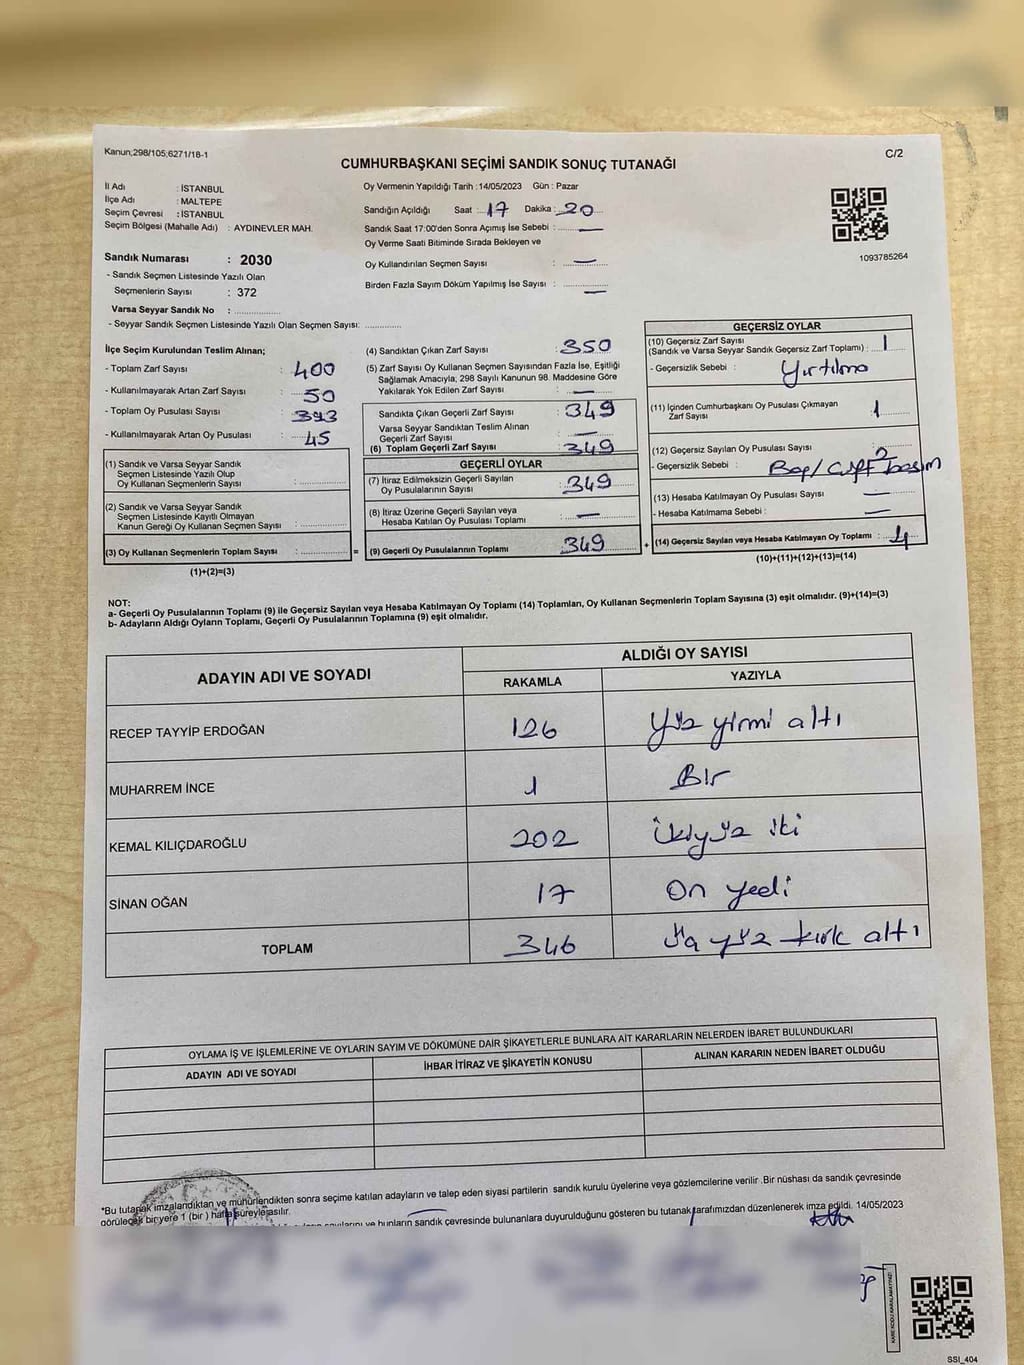 Kanun;298/105;6271/18-1
C/2
CUMHURBAŞKANI SEÇİMİ SANDIK SONUÇ TUTANAĞI
İl Adı : İSTANBUL
İlçe Adı : MALTEPE
Seçim Çevresi : İSTANBUL
Seçim Bölgesi (Mahalle Adı) : AYDINEVLER MAH.
Sandık Numarası : 2030
- Sandık Seçmen Listesinde Yazılı Olan
Seçmenlerin Sayısı : 372
Varsa Seyyar Sandık No : ................
- Seyyar Sandık Seçmen Listesinde Yazılı Olan Seçmen Sayısı: .............
Oy Vermenin Yapıldığı Tarih : 14/05/2023 Gün : Pazar
Sandığın Açıldığı Saat : 17 Dakika : 20
Sandık Saat 17:00'den Sonra Açımış İse Sebebi : —
Oy Verme Saati Bitiminde Sırada Bekleyen ve
Oy Kullandırılan Seçmen Sayısı : —
Birden Fazla Sayım Döküm Yapılmış İse Sayısı : —
1093785264
İlçe Seçim Kurulundan Teslim Alınan;
- Toplam Zarf Sayısı : 400
- Kullanılmayarak Artan Zarf Sayısı : 50
- Toplam Oy Pusulası Sayısı : 393
- Kullanılmayarak Artan Oy Pusulası : 45
(1) Sandık ve Varsa Seyyar Sandık
Seçmen Listesinde Yazılı Olup
Oy Kullanan Seçmenlerin Sayısı : ................
(2) Sandık ve Varsa Seyyar Sandık
Seçmen Listesinde Kayıtlı Olmayan
Kanun Gereği Oy Kullanan Seçmen Sayısı : ................
(3) Oy Kullanan Seçmenlerin Toplam Sayısı : ................ =
(1)+(2)=(3)
(4) Sandıktan Çıkan Zarf Sayısı : 350
(5) Zarf Sayısı Oy Kullanan Seçmen Sayısından Fazla İse, Eşitliği
Sağlamak Amacıyla; 298 Sayılı Kanunun 98. Maddesine Göre
Yakılarak Yok Edilen Zarf Sayısı : —
Sandıkta Çıkan Geçerli Zarf Sayısı : 349
Varsa Seyyar Sandıktan Teslim Alınan
Geçerli Zarf Sayısı : —
(6) Toplam Geçerli Zarf Sayısı : 349
GEÇERLİ OYLAR
(7) İtiraz Edilmeksizin Geçerli Sayılan
Oy Pusulalarının Sayısı : 349
(8) İtiraz Üzerine Geçerli Sayılan veya
Hesaba Katılan Oy Pusulası Toplamı : —
(9) Geçerli Oy Pusulalarının Toplamı 349 +
GEÇERSİZ OYLAR
(10) Geçersiz Zarf Sayısı
(Sandık ve Varsa Seyyar Sandık Geçersiz Zarf Toplamı) : 1
- Geçersizlik Sebebi : Yırtılma
(11) İçinden Cumhurbaşkanı Oy Pusulası Çıkmayan
Zarf Sayısı : 1
(12) Geçersiz Sayılan Oy Pusulası Sayısı : 2
- Geçersizlik Sebebi : Boş/ Çift basım
(13) Hesaba Katılmayan Oy Pusulası Sayısı : —
- Hesaba Katılmama Sebebi : —
(14) Geçersiz Sayılan veya Hesaba Katılmayan Oy Toplamı : 4
(10)+(11)+(12)+(13)=(14)
NOT:
a- Geçerli Oy Pusulalarının Toplamı (9) ile Geçersiz Sayılan veya Hesaba Katılmayan Oy Toplamı (14) Toplamları, Oy Kullanan Seçmenlerin Toplam Sayısına (3) eşit olmalıdır. (9)+(14)=(3)
b- Adayların Aldığı Oyların Toplamı, Geçerli Oy Pusulalarının Toplamına (9) eşit olmalıdır.
ADAYIN ADI VE SOYADI
ALDIĞI OY SAYISI
RAKAMLA YAZIYLA
RECEP TAYYİP ERDOĞAN 126 Yüz yirmi altı
MUHARREM İNCE 1 Bir
KEMAL KILIÇDAROĞLU 202 ikiyüz iki
SİNAN OĞAN 17 On yedi
TOPLAM 346 Üç yüz kırk altı
OYLAMA İŞ VE İŞLEMLERİNE VE OYLARIN SAYIM VE DÖKÜMÜNE DAİR ŞİKAYETLERLE BUNLARA AİT KARARLARIN NELERDEN İBARET BULUNDUKLARI
ADAYIN ADI VE SOYADI İHBAR İTİRAZ VE ŞİKAYETİN KONUSU ALINAN KARARIN NEDEN İBARET OLDUĞU
*Bu tutanak imzalandıktan ve mühürlendikten sonra seçime katılan adayların ve talep eden siyasi partilerin sandık kurulu üyelerine veya gözlemcilerine verilir .Bir nüshası da sandık çevresinde
görülecek bir yere 1 (bir ) hafta süreyle asılır.
ve bunların sandık çevresinde bulunanlara duyurulduğunu gösteren bu tutanak tarafımızdan düzenlenerek imza edildi. 14/05/2023
SSI_404